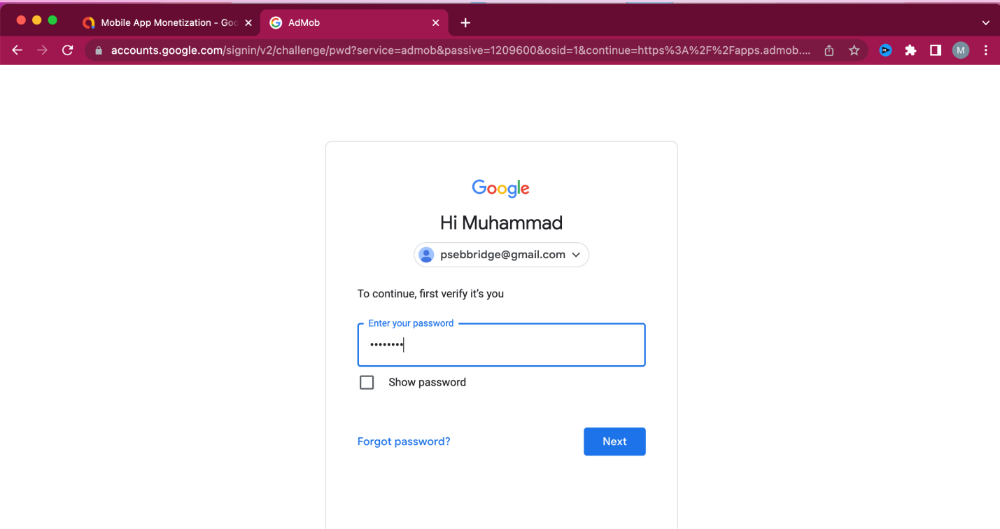 Mobile App Monetization - Goo
AdMob
accounts.google.com/signin/v2/challenge/pwd?service=admob&passive=1209600&osid=1&continue=https%3A%2F%2Fapps.admob....
M
Google
Hi Muhammad
psebbridge@gmail.com
To continue, first verify it's you
Enter your password
••••••••
Show password
Forgot password?
Next